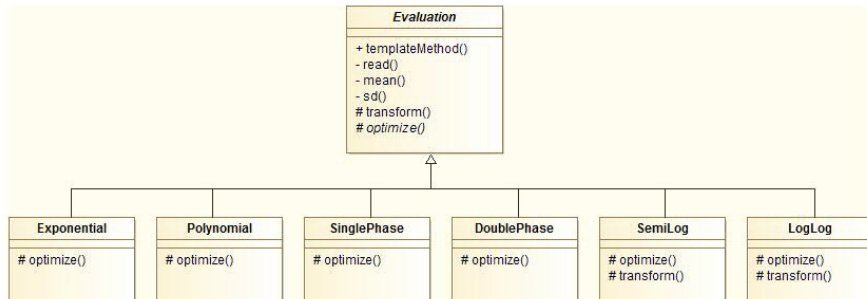 Evaluation
+ templateMethod()
- read()
- mean()
- sd()
# transform()
# optimize()
Exponential
# optimize()
Polynomial
# optimize()
SinglePhase
# optimize()
DoublePhase
# optimize()
SemiLog
# optimize()
# transform()
LogLog
# optimize()
# transform()